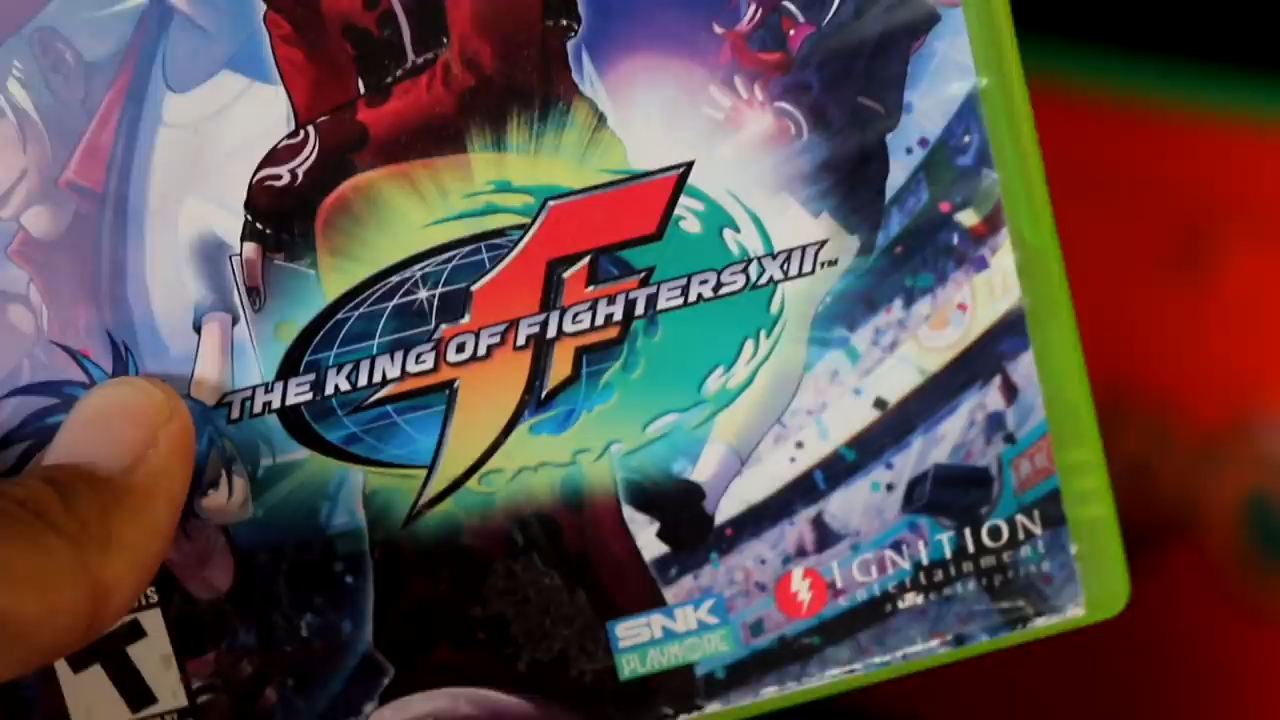 THE KING OF FIGHTERS XII™
IGNITION
entertainment
SNK
PLAYMORE
T